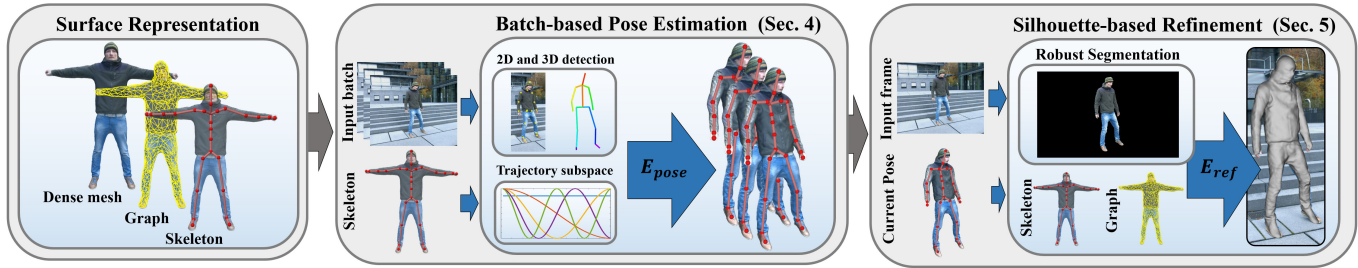 Surface Representation
Dense mesh
Graph
Skeleton
Batch-based Pose Estimation (Sec. 4)
Input batch
Skeleton
2D and 3D detection
Trajectory subspace
E_pose
Silhouette-based Refinement (Sec. 5)
Input frame
Current Pose
Robust Segmentation
Skeleton
Graph
E_ref